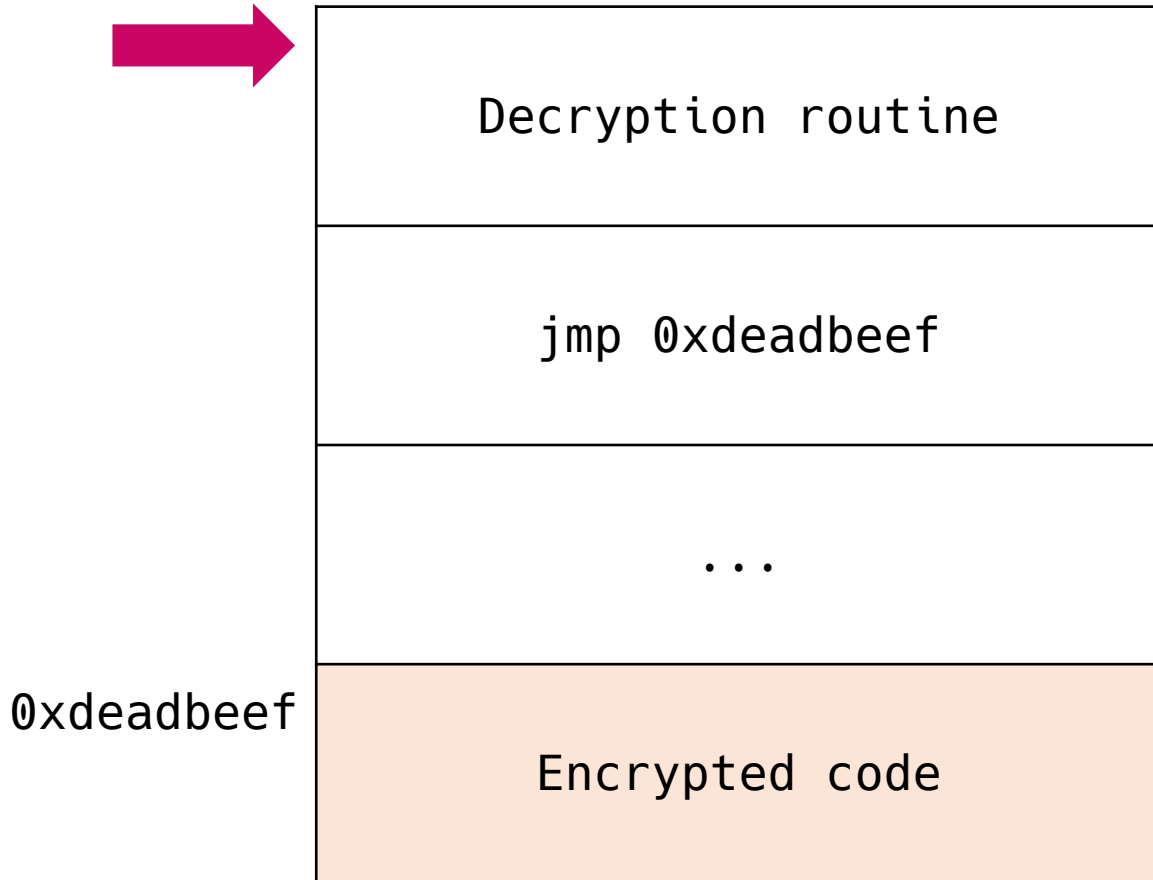 Decryption routine
jmp 0xdeadbeef
...
0xdeadbeef
Encrypted code